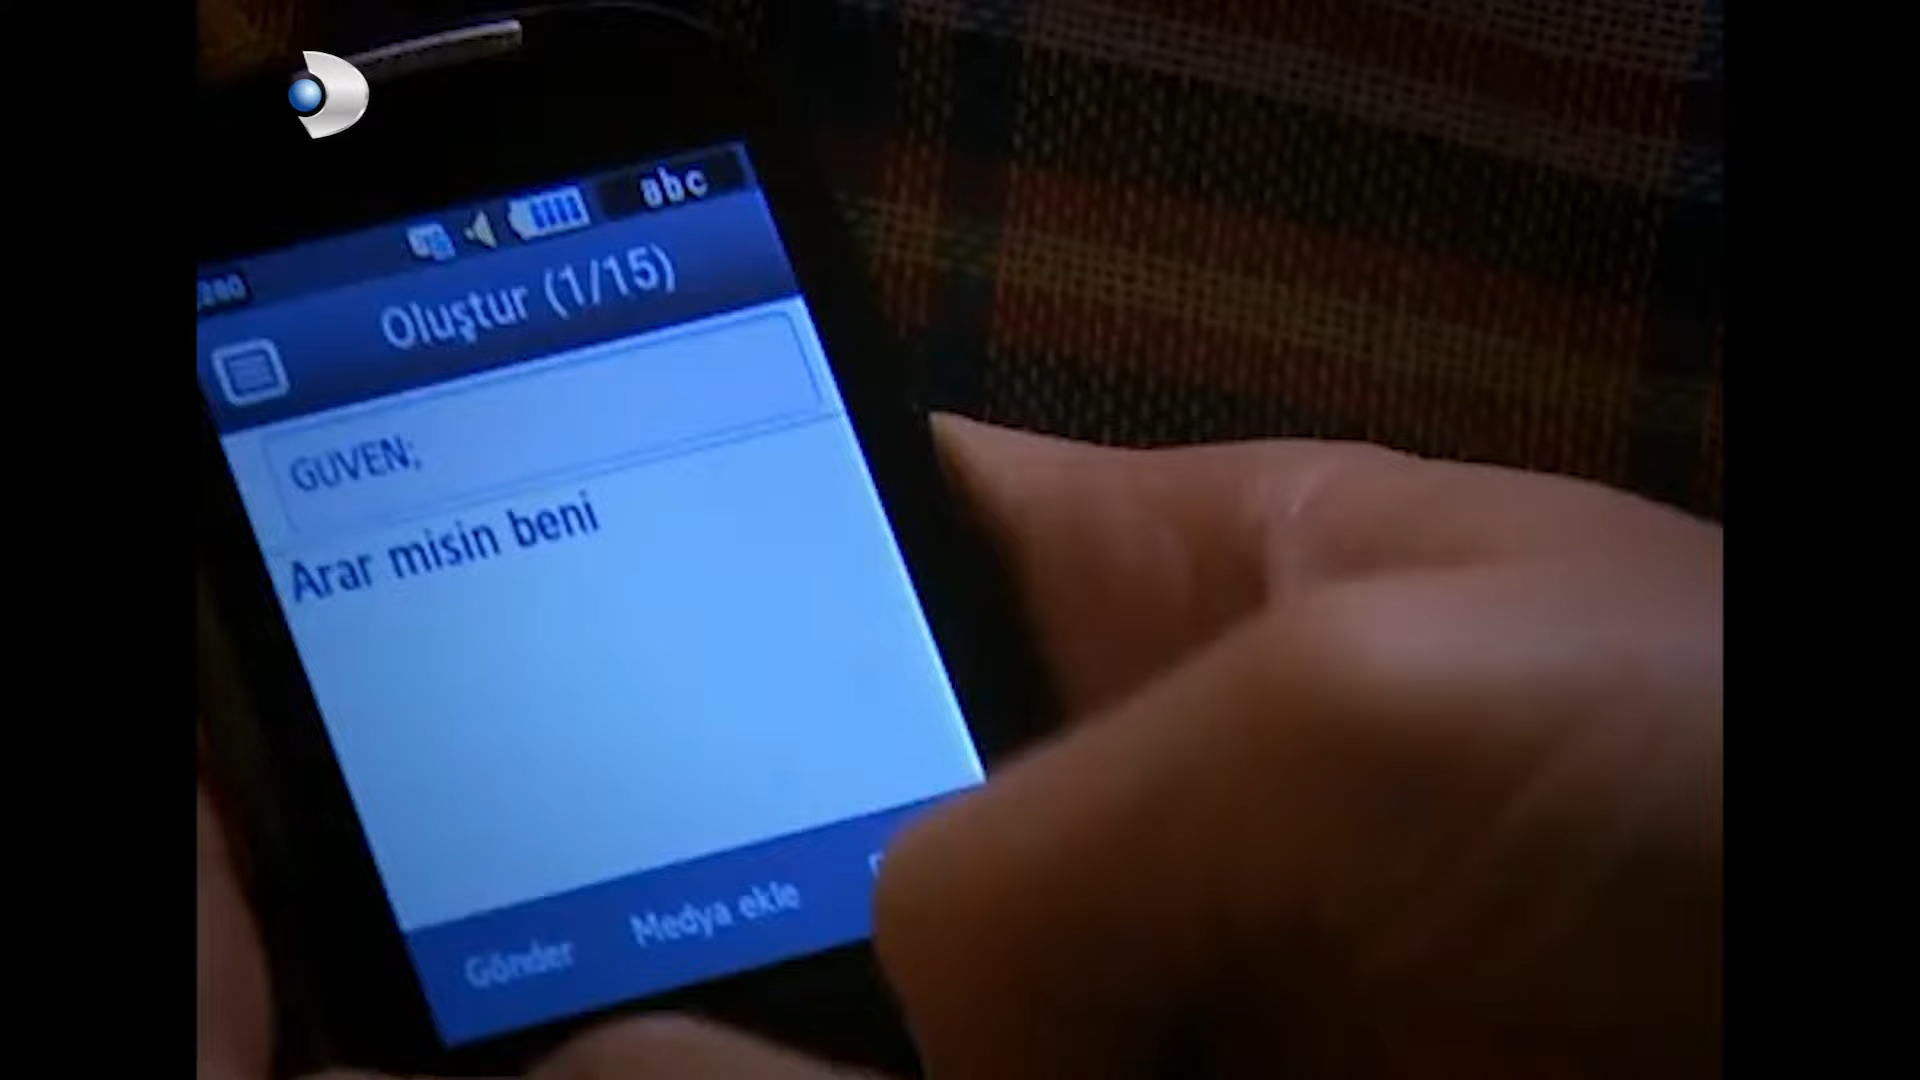 abc
Oluştur (1/15)
GUVEN;
Arar misin beni
Gönder
Medya ekle